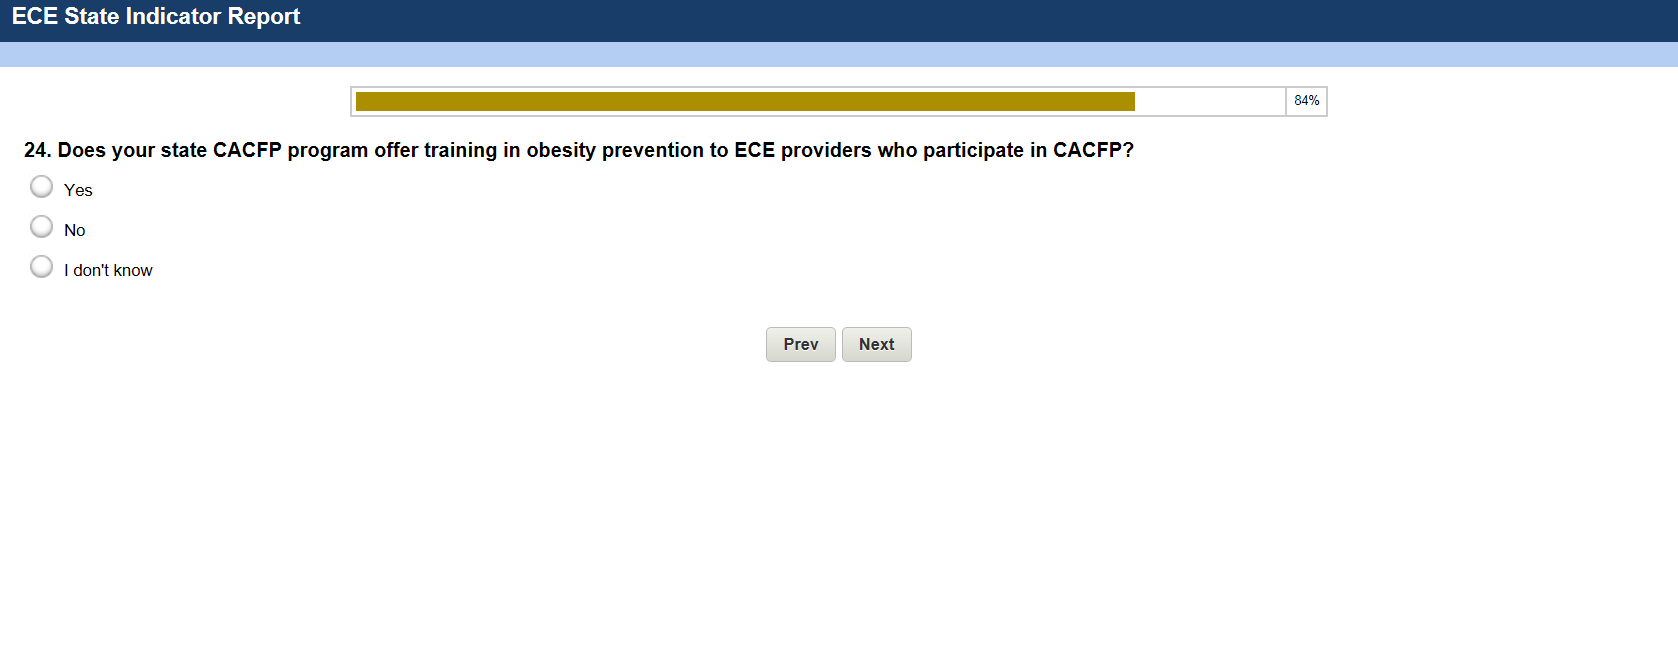 ECE State Indicator Report
84%
24. Does your state CACFP program offer training in obesity prevention to ECE providers who participate in CACFP?
Yes
No
I don't know
Prev Next